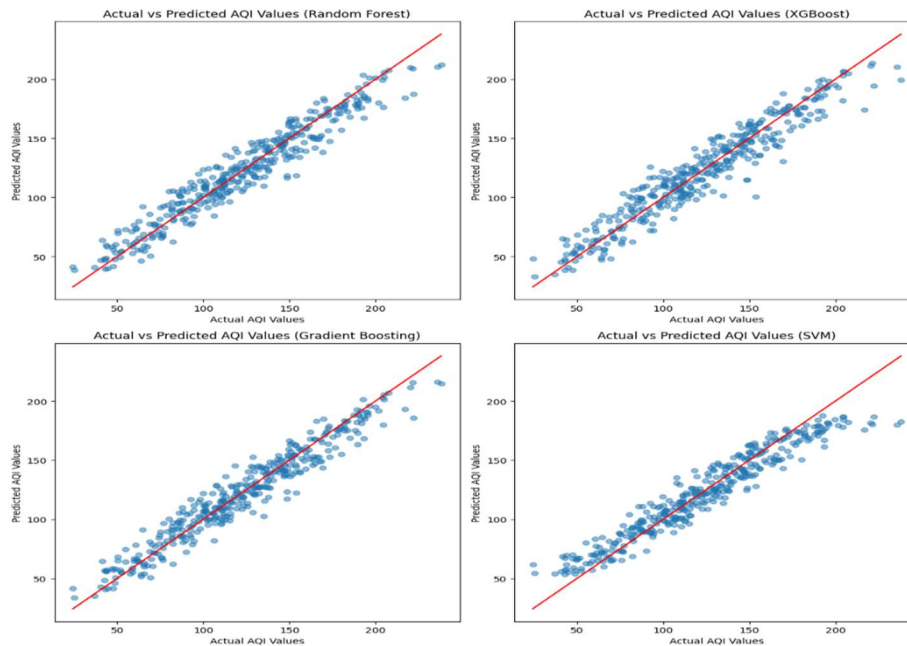 Actual vs Predicted AQI Values (Random Forest)
200
150
100
50
Predicted AQI Values
50 100 150 200
Actual AQI Values
Actual vs Predicted AQI Values (XGBoost)
200
150
100
50
Predicted AQI Values
50 100 150 200
Actual AQI Values
Actual vs Predicted AQI Values (Gradient Boosting)
200
150
100
50
Predicted AQI Values
50 100 150 200
Actual AQI Values
Actual vs Predicted AQI Values (SVM)
200
150
100
50
Predicted AQI Values
50 100 150 200
Actual AQI Values